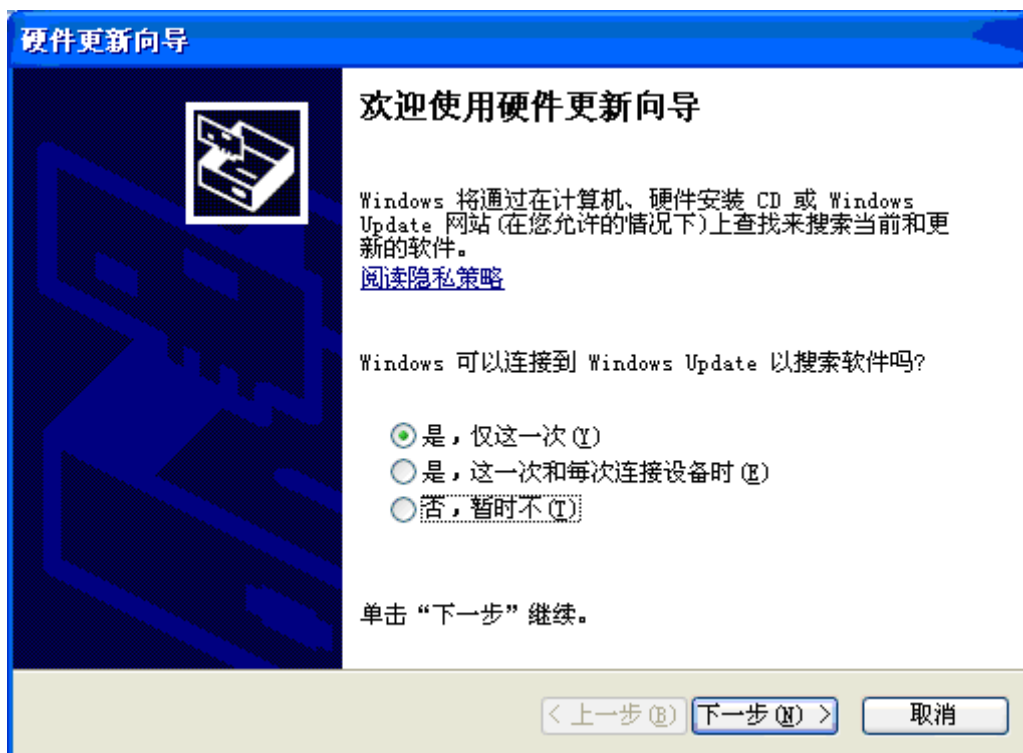 硬件更新向导
欢迎使用硬件更新向导
Windows 将通过在计算机、硬件安装 CD 或 Windows
Update 网站(在您允许的情况下)上查找来搜索当前和更
新的软件。
阅读隐私策略
Windows 可以连接到 Windows Update 以搜索软件吗?
是，仅这一次(Y)
是，这一次和每次连接设备时(E)
否，暂时不(T)
单击“下一步”继续。
< 上一步(B) 下一步(N) > 取消